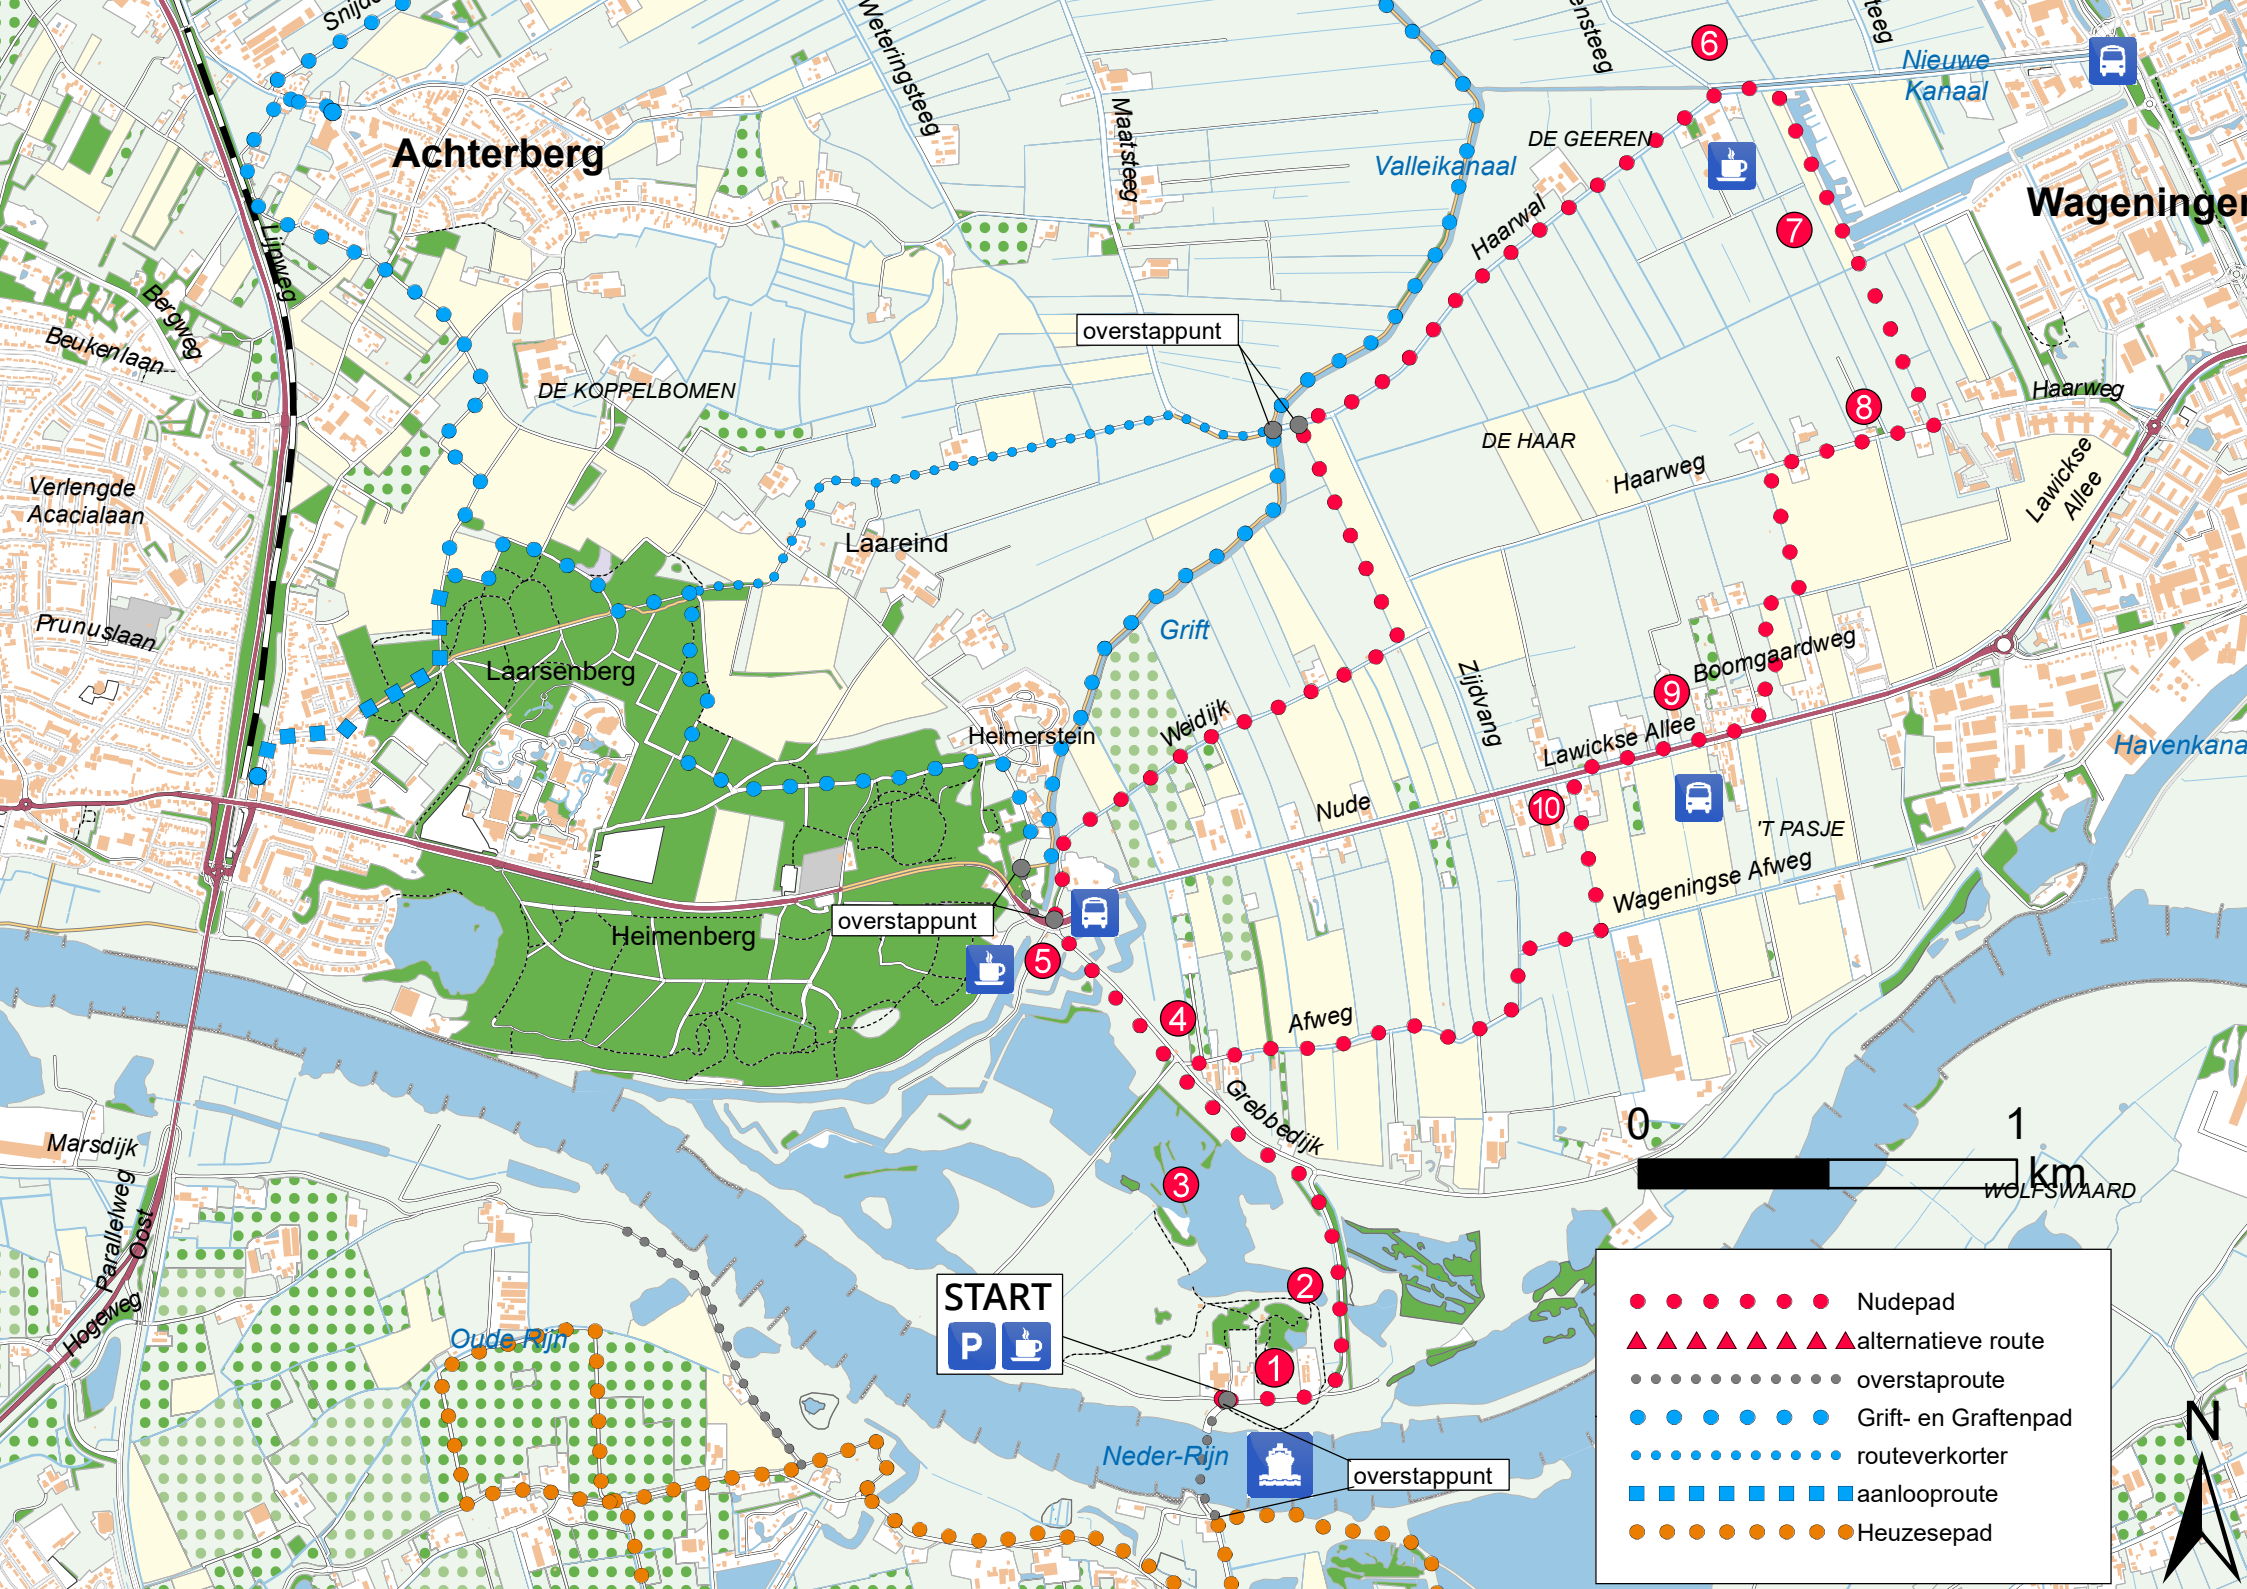 Snijde
Weteringsteeg
Maatsteeg
ensteeg
teeg
6
Nieuwe
Kanaal
Achterberg
DE GEEREN
Valleikanaal
Haarwal
7
Wageningen
Lijnweg
Bergweg
Beukenlaan
overstappunt
DE KOPPELBOMEN
8
Haarweg
DE HAAR
Haarweg
Lawickse
Allee
Verlengde
Acacialaan
Laareind
Prunuslaan
Grift
Laarsenberg
Zijdvang
9
Boomgaardweg
Weidijk
Heimerstein
Lawickse Allee
Havenkana
Nude
10
'T PASJE
Wageningse Afweg
overstappunt
Heimenberg
5
4
Afweg
Grebbedijk
0
1
km
Marsdijk
3
WOLFSWAARD
Parallelweg
Oost
Hogeweg
START
P
2
Oude Rijn
1
Neder-Rijn
overstappunt
Nudepad
alternatieve route
overstaproute
Grift- en Graftenpad
routeverkorter
aanlooproute
Heuzesepad
N